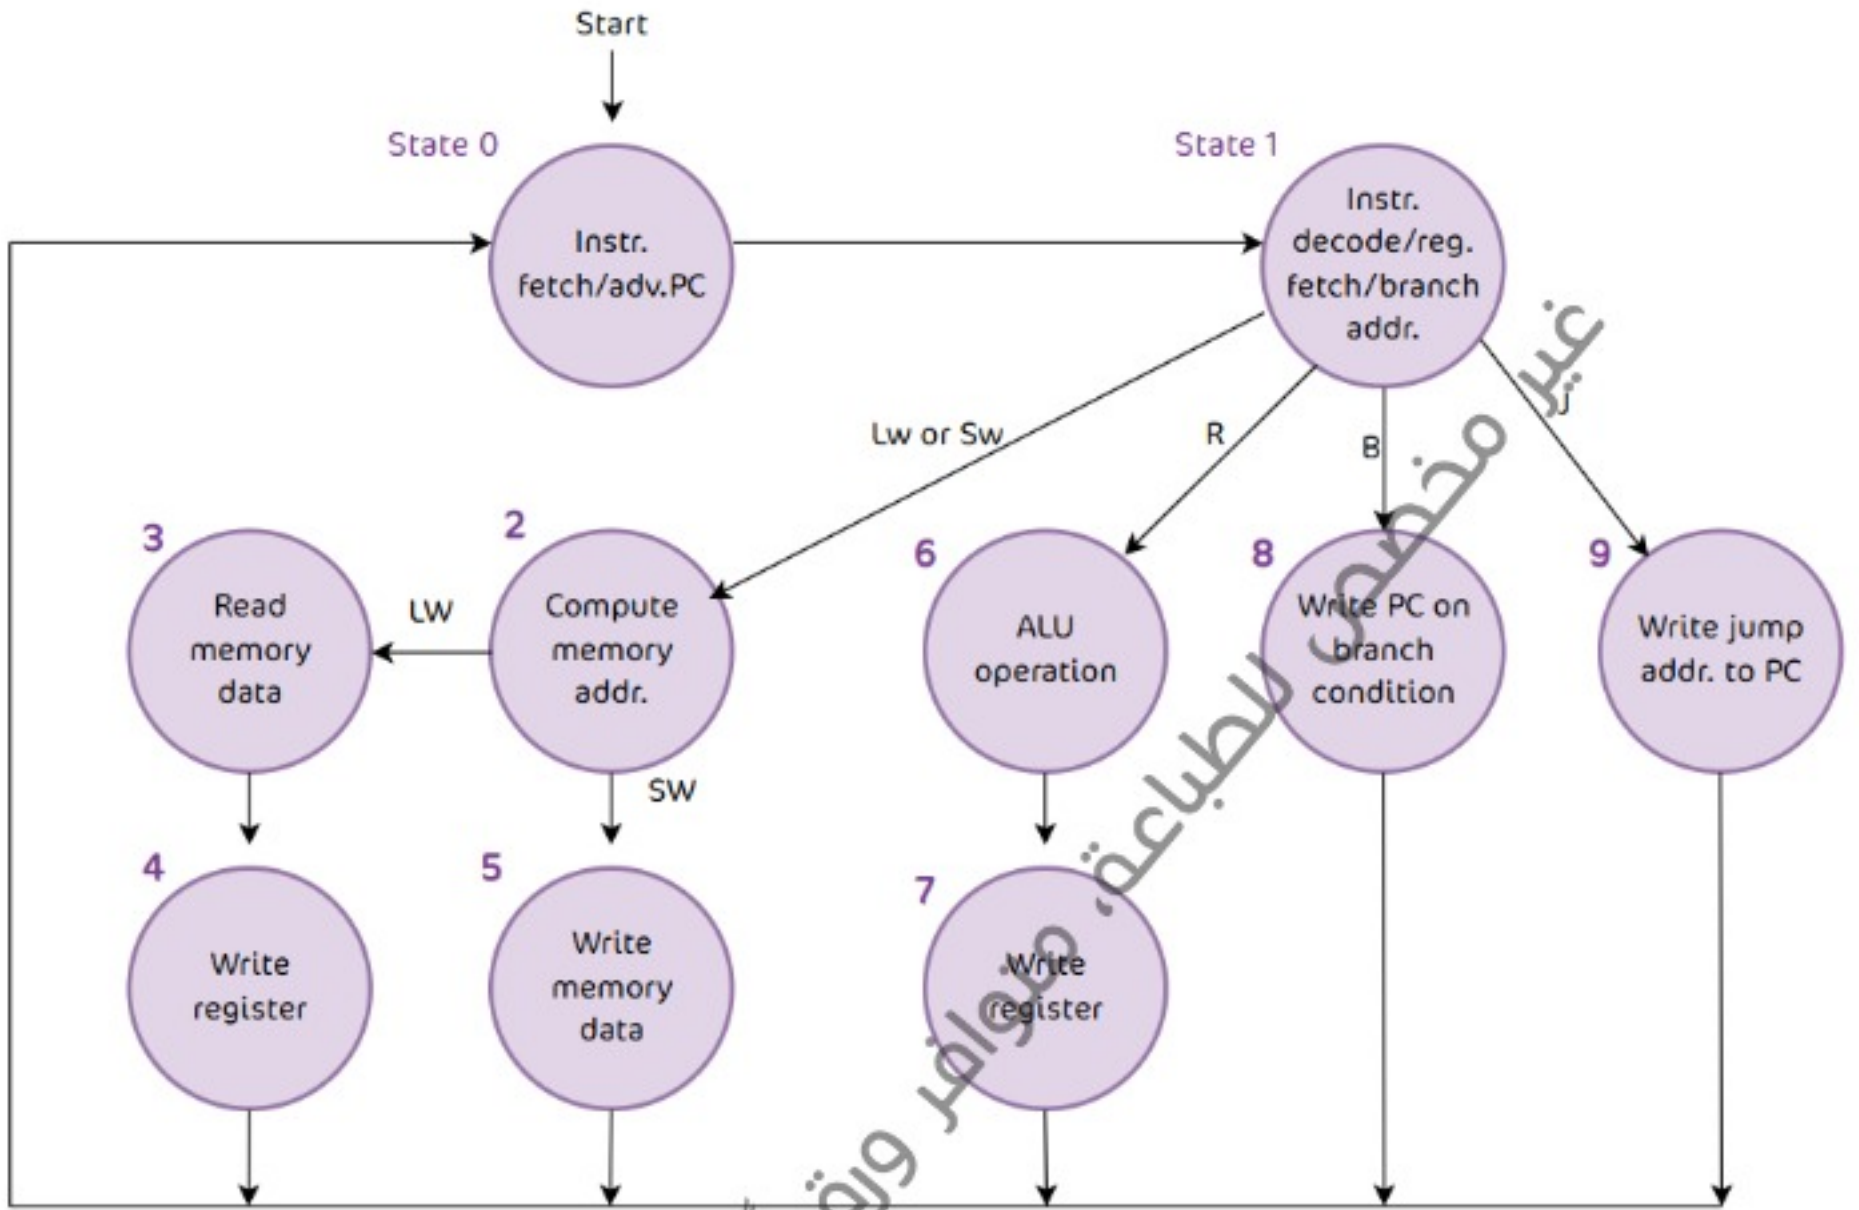 Start
State 0
State 1
Instr.
fetch/adv.PC
Instr.
decode/reg.
fetch/branch
addr.
Lw or Sw
R
B
J
3
2
6
8
9
Read
memory
data
LW
Compute
memory
addr.
ALU
operation
Write PC on
branch
condition
Write jump
addr. to PC
SW
4
5
7
Write
register
Write
memory
data
Write
register
غير مخصص للطباعة، متوافر ورقة